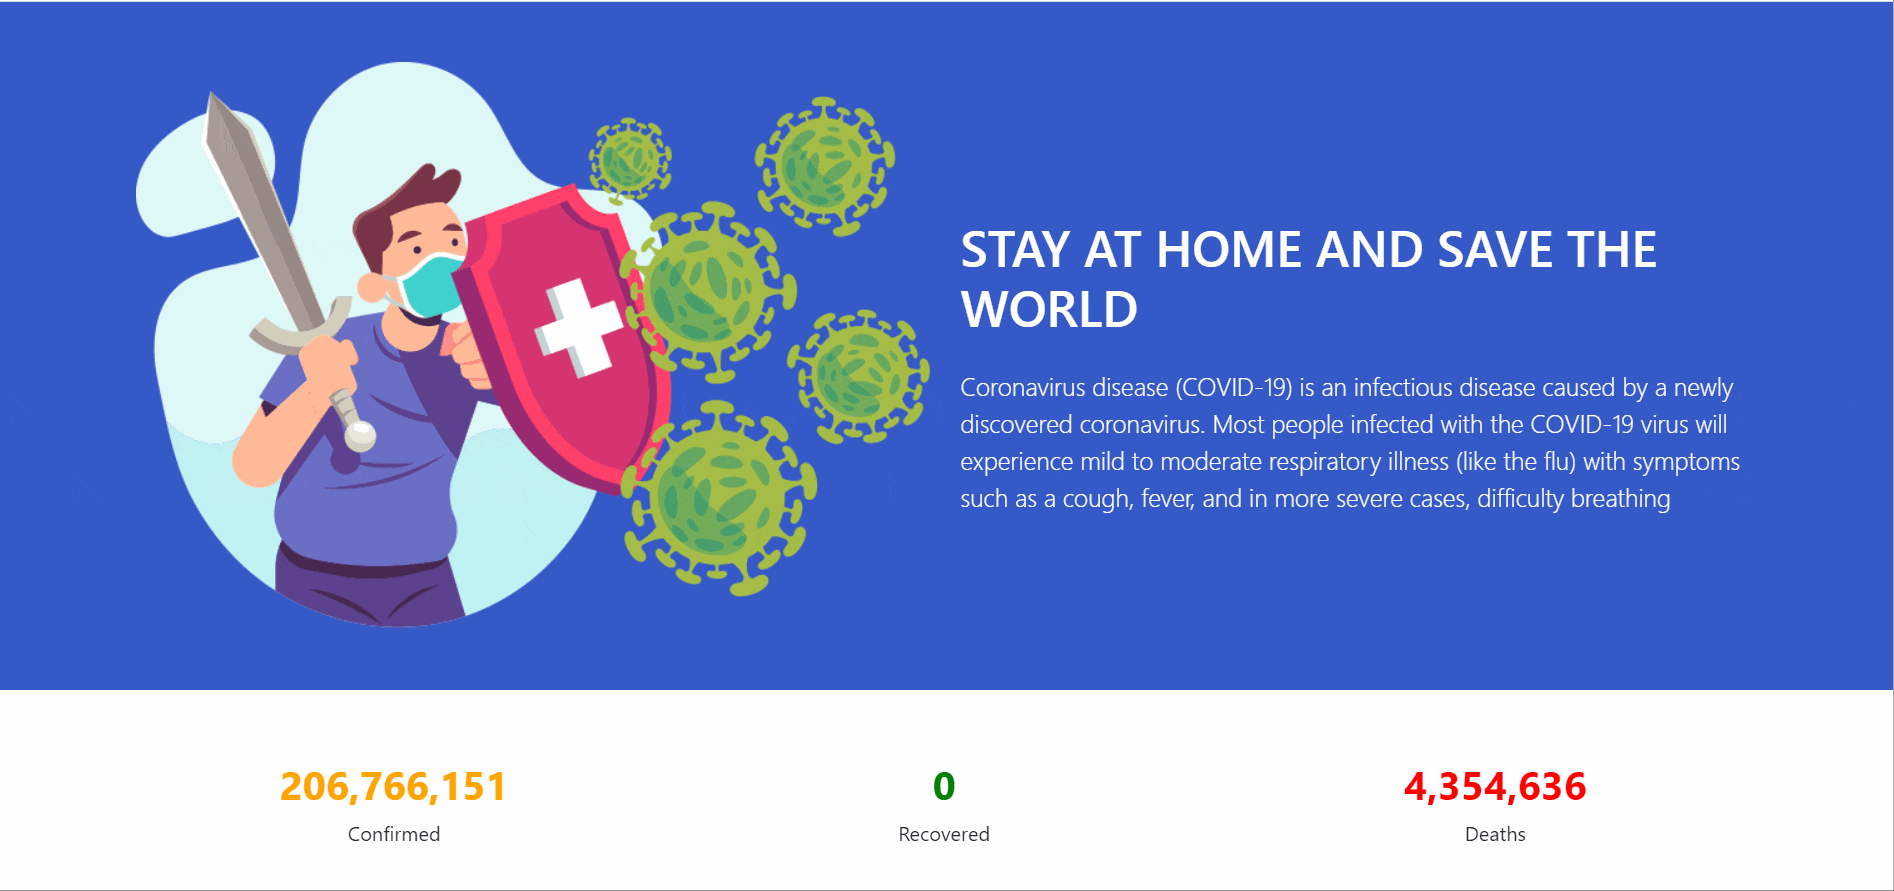 STAY AT HOME AND SAVE THE
WORLD
Coronavirus disease (COVID-19) is an infectious disease caused by a newly
discovered coronavirus. Most people infected with the COVID-19 virus will
experience mild to moderate respiratory illness (like the flu) with symptoms
such as a cough, fever, and in more severe cases, difficulty breathing
206,766,151
Confirmed
0
Recovered
4,354,636
Deaths